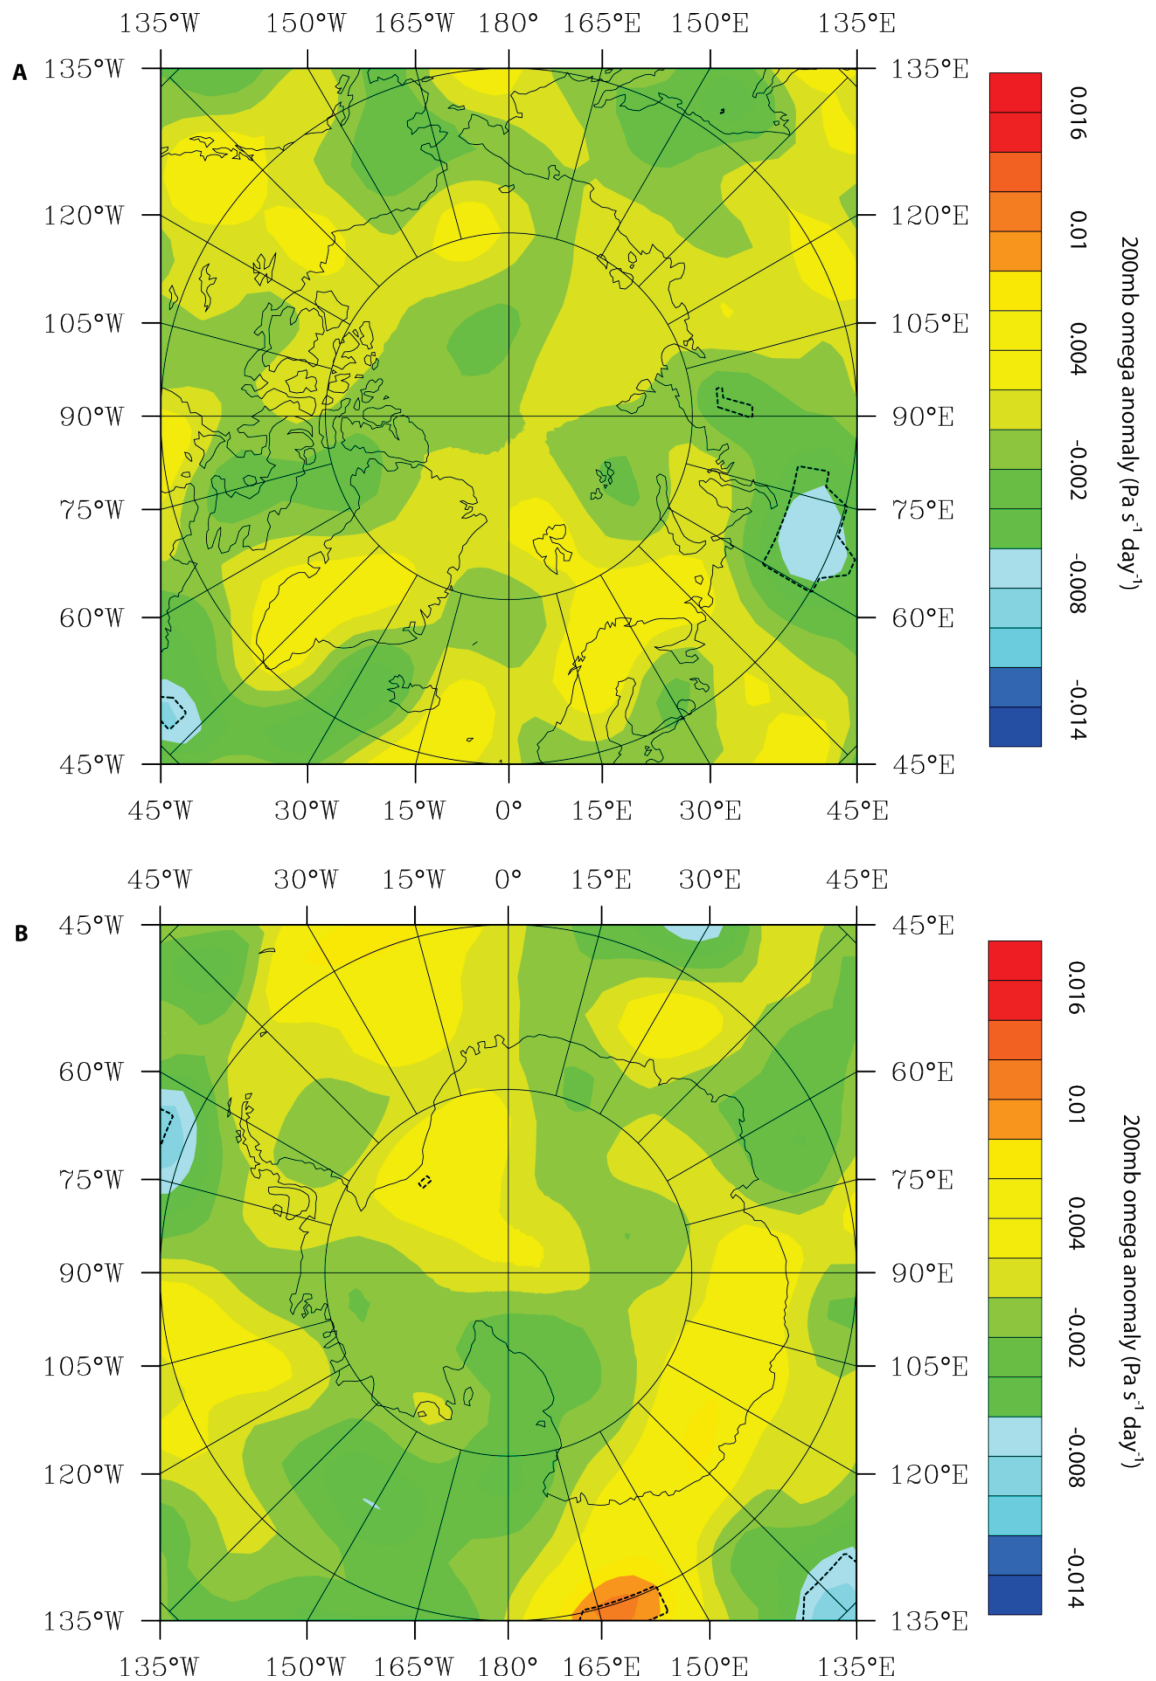 135°W 150°W 165°W 180° 165°E 150°E 135°E
A
135°W 135°E
120°W 120°E
105°W 105°E
90°W 90°E
75°W 75°E
60°W 60°E
45°W 45°E
45°W 30°W 15°W 0° 15°E 30°E 45°E
0.016
0.01
0.004
-0.002
-0.008
-0.014
200mb omega anomaly (Pa s⁻¹ day⁻¹)
45°W 30°W 15°W 0° 15°E 30°E 45°E
B
45°W 45°E
60°W 60°E
75°W 75°E
90°W 90°E
105°W 105°E
120°W 120°E
135°W 135°E
135°W 150°W 165°W 180° 165°E 150°E 135°E
0.016
0.01
0.004
-0.002
-0.008
-0.014
200mb omega anomaly (Pa s⁻¹ day⁻¹)